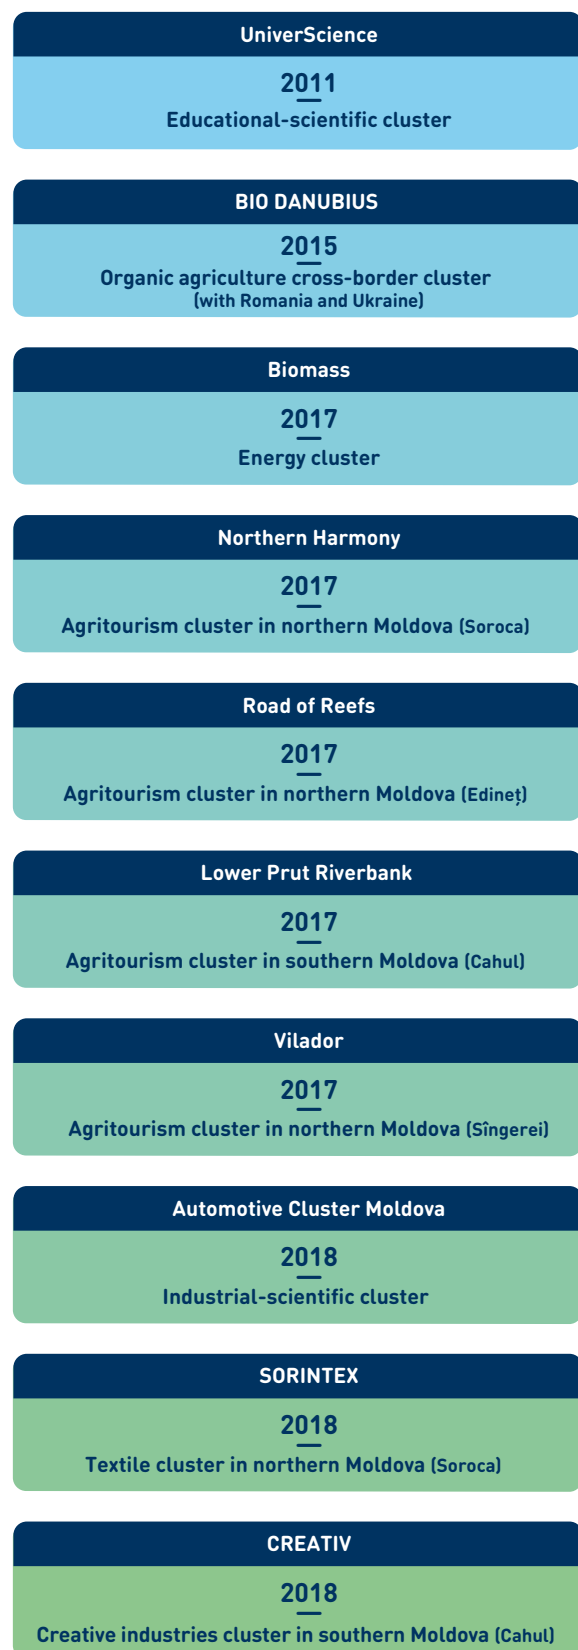 UniverScience
2011
Educational-scientific cluster
BIO DANUBIUS
2015
Organic agriculture cross-border cluster
(with Romania and Ukraine)
Biomass
2017
Energy cluster
Northern Harmony
2017
Agritourism cluster in northern Moldova (Soroca)
Road of Reefs
2017
Agritourism cluster in northern Moldova (Edineț)
Lower Prut Riverbank
2017
Agritourism cluster in southern Moldova (Cahul)
Vilador
2017
Agritourism cluster in northern Moldova (Sîngerei)
Automotive Cluster Moldova
2018
Industrial-scientific cluster
SORINTEX
2018
Textile cluster in northern Moldova (Soroca)
CREATIV
2018
Creative industries cluster in southern Moldova (Cahul)